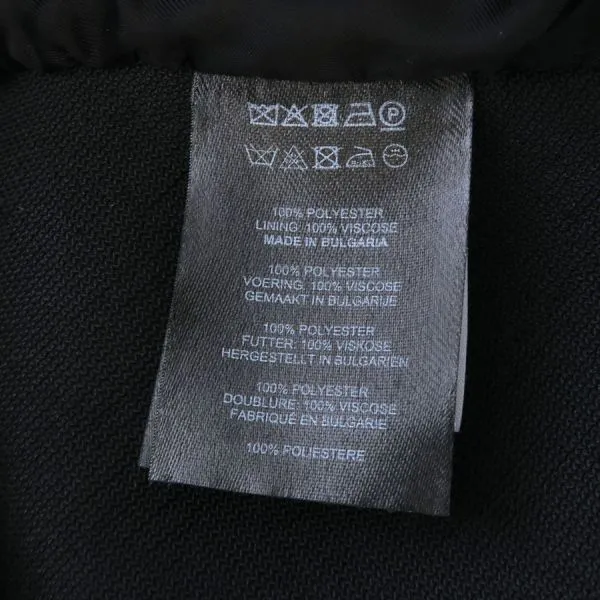 P
100% POLYESTER
LINING: 100% VISCOSE
MADE IN BULGARIA
100% POLYESTER
VOERING: 100% VISCOSE
GEMAAKT IN BULGARIJE
100% POLYESTER
FUTTER: 100% VISKOSE
HERGESTELLT IN BULGARIEN
100% POLYESTER
DOUBLURE: 100% VISCOSE
FABRIQUÉ EN BULGARIE
100% POLIESTERE